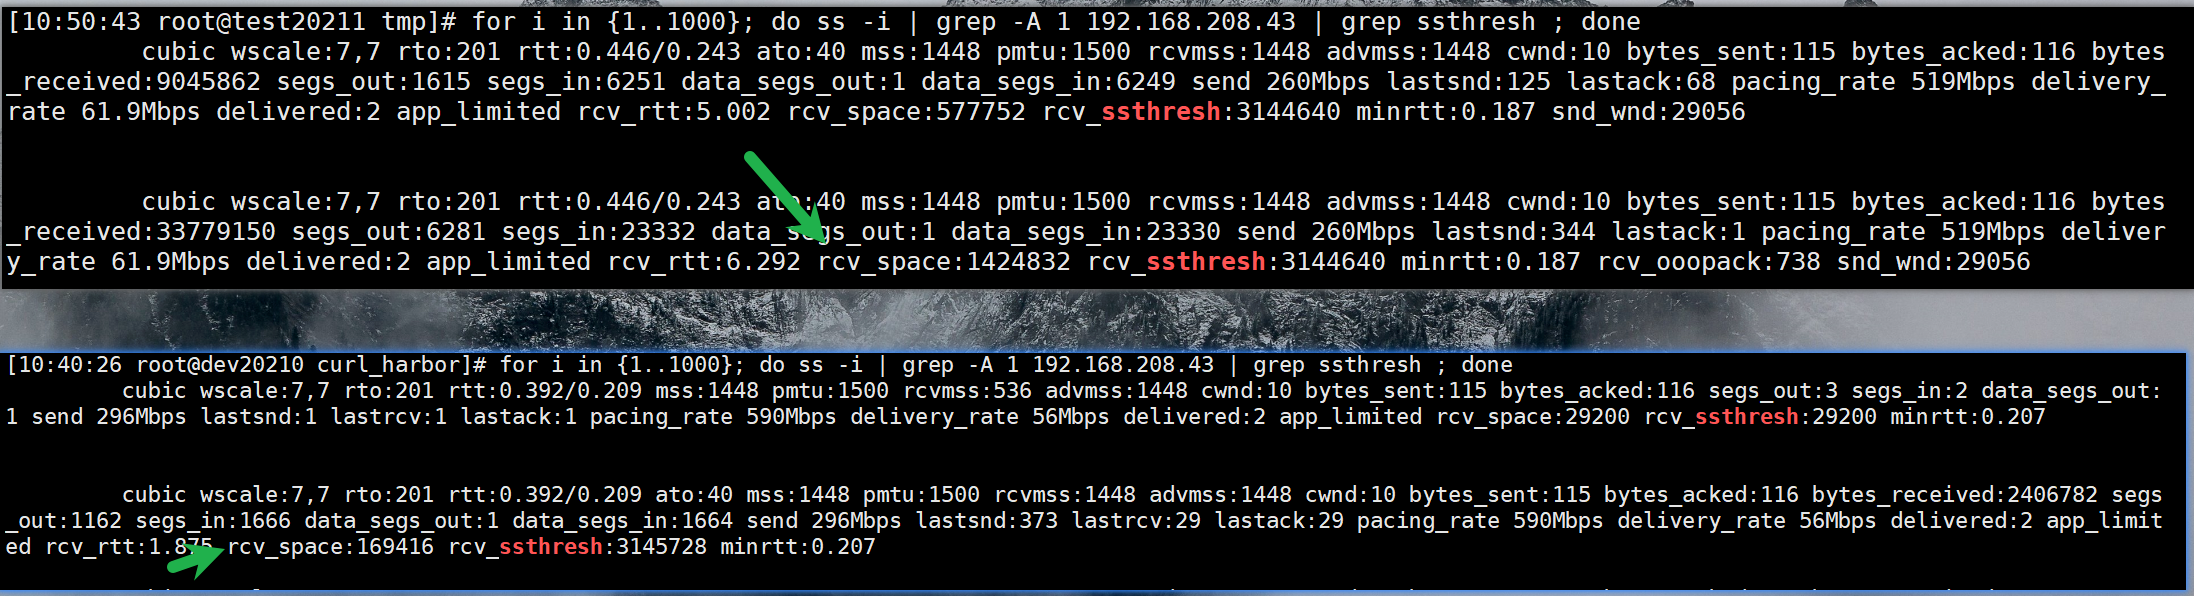 [10:50:43 root@test20211 tmp]# for i in {1..1000}; do ss -i | grep -A 1 192.168.208.43 | grep ssthresh ; done
cubic wscale:7,7 rto:201 rtt:0.446/0.243 ato:40 mss:1448 pmtu:1500 rcvmss:1448 advmss:1448 cwnd:10 bytes_sent:115 bytes_acked:116 bytes
_received:9045862 segs_out:1615 segs_in:6251 data_segs_out:1 data_segs_in:6249 send 260Mbps lastsnd:125 lastack:68 pacing_rate 519Mbps delivery_
rate 61.9Mbps delivered:2 app_limited rcv_rtt:5.002 rcv_space:577752 rcv_ssthresh:3144640 minrtt:0.187 snd_wnd:29056
cubic wscale:7,7 rto:201 rtt:0.446/0.243 ato:40 mss:1448 pmtu:1500 rcvmss:1448 advmss:1448 cwnd:10 bytes_sent:115 bytes_acked:116 bytes
_received:33779150 segs_out:6281 segs_in:23332 data_segs_out:1 data_segs_in:23330 send 260Mbps lastsnd:344 lastack:1 pacing_rate 519Mbps deliver
y_rate 61.9Mbps delivered:2 app_limited rcv_rtt:6.292 rcv_space:1424832 rcv_ssthresh:3144640 minrtt:0.187 rcv_ooopack:738 snd_wnd:29056
[10:40:26 root@dev20210 curl_harbor]# for i in {1..1000}; do ss -i | grep -A 1 192.168.208.43 | grep ssthresh ; done
cubic wscale:7,7 rto:201 rtt:0.392/0.209 mss:1448 pmtu:1500 rcvmss:536 advmss:1448 cwnd:10 bytes_sent:115 bytes_acked:116 segs_out:3 segs_in:2 data_segs_out:
1 send 296Mbps lastsnd:1 lastrcv:1 lastack:1 pacing_rate 590Mbps delivery_rate 56Mbps delivered:2 app_limited rcv_space:29200 rcv_ssthresh:29200 minrtt:0.207
cubic wscale:7,7 rto:201 rtt:0.392/0.209 ato:40 mss:1448 pmtu:1500 rcvmss:1448 advmss:1448 cwnd:10 bytes_sent:115 bytes_acked:116 bytes_received:2406782 segs
_out:1162 segs_in:1666 data_segs_out:1 data_segs_in:1664 send 296Mbps lastsnd:373 lastrcv:29 lastack:29 pacing_rate 590Mbps delivery_rate 56Mbps delivered:2 app_limit
ed rcv_rtt:1.875 rcv_space:169416 rcv_ssthresh:3145728 minrtt:0.207